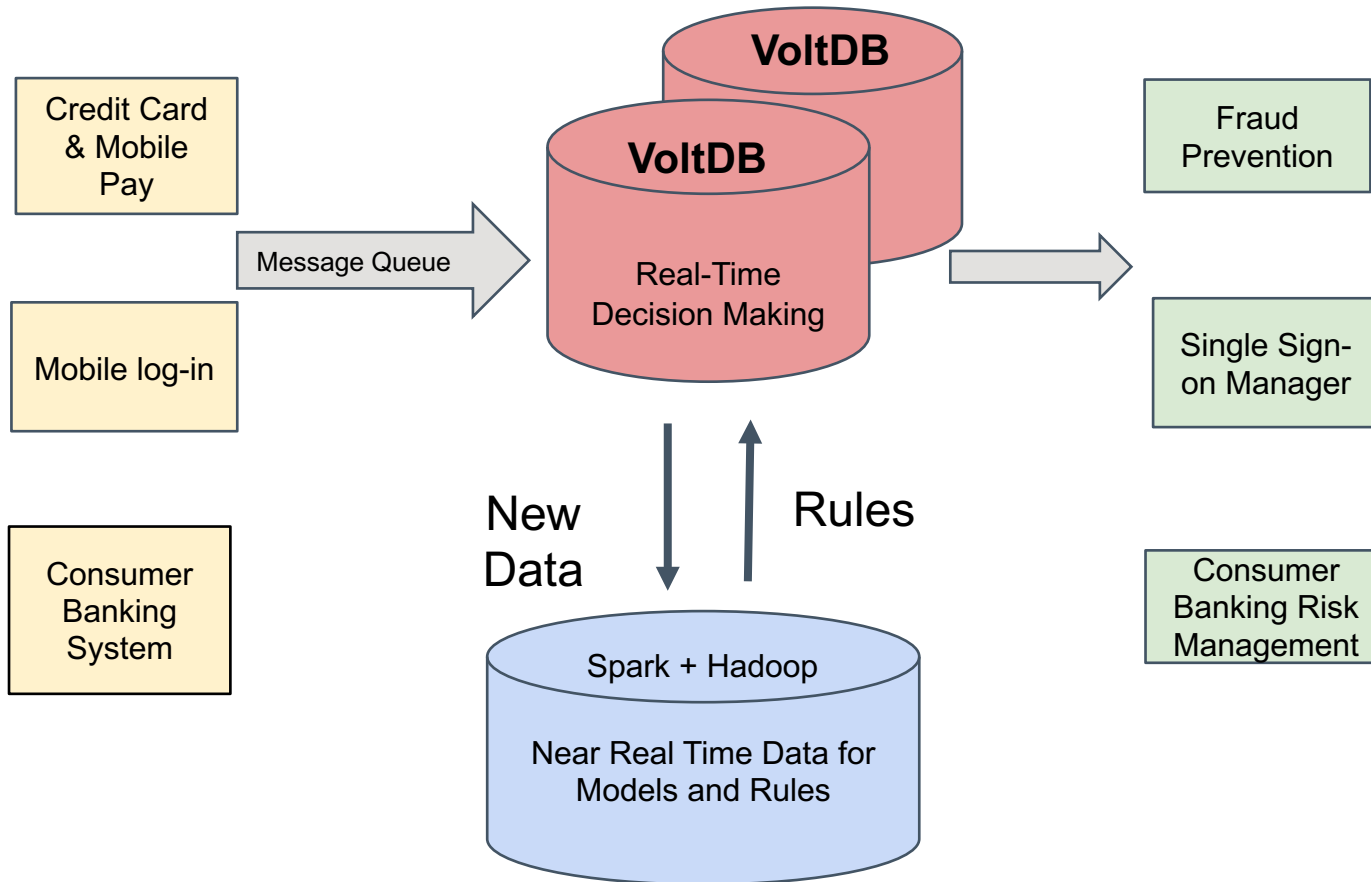 VoltDB
Credit Card
& Mobile
Pay
VoltDB
Fraud
Prevention
Message Queue
Real-Time
Decision Making
Mobile log-in
Single Sign-
on Manager
New
Data
Rules
Consumer
Banking
System
Consumer
Banking Risk
Management
Spark + Hadoop
Near Real Time Data for
Models and Rules